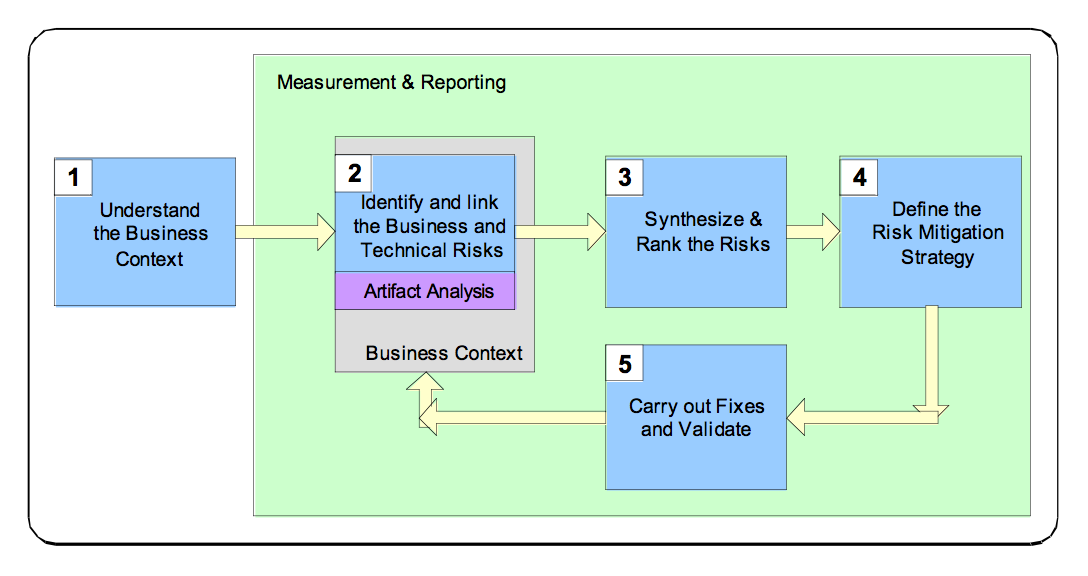 Measurement & Reporting
1
Understand
the Business
Context
2
Identify and link
the Business and
Technical Risks
Artifact Analysis
Business Context
3
Synthesize &
Rank the Risks
4
Define the
Risk Mitigation
Strategy
5
Carry out Fixes
and Validate